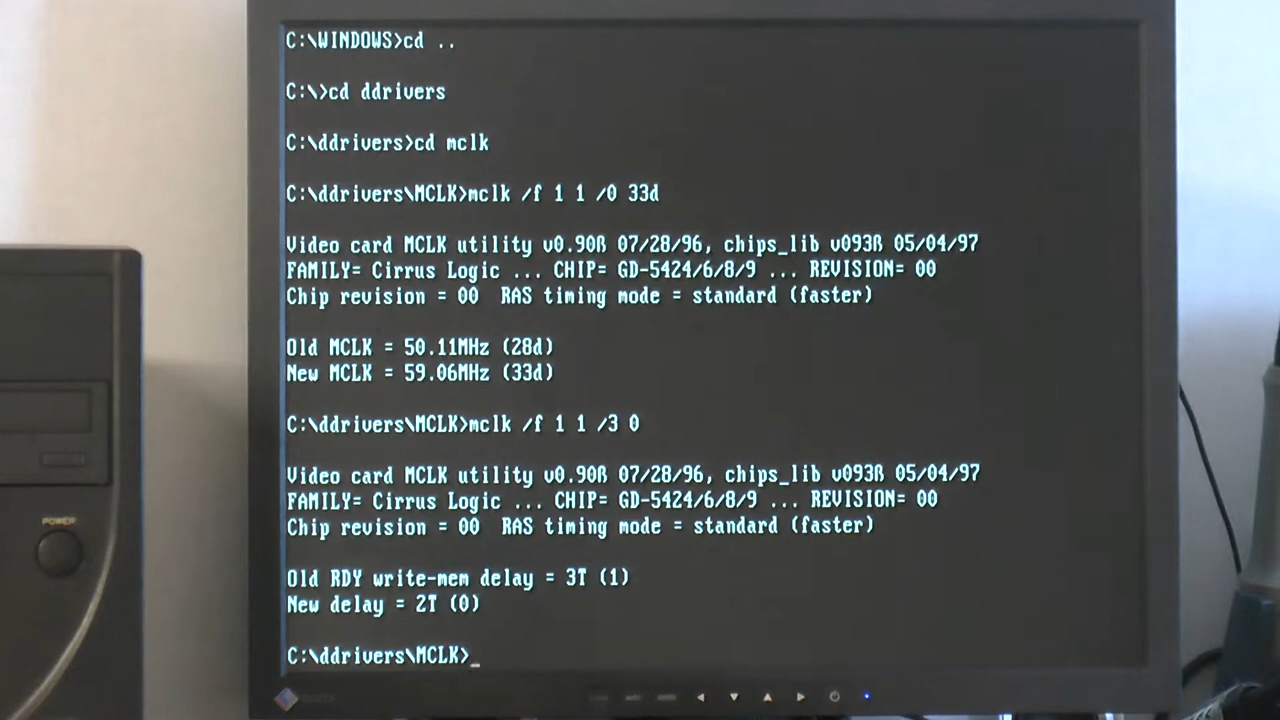 C:\WINDOWS>cd ..
C:\>cd ddrivers
C:\ddrivers>cd mclk
C:\ddrivers\MCLK>mclk /f 1 1 /0 33d
Video card MCLK utility v0.90ß 07/28/96, chips_lib v093ß 05/04/97
FAMILY= Cirrus Logic ... CHIP= GD-5424/6/8/9 ... REVISION= 00
Chip revision = 00  RAS timing mode = standard (faster)
Old MCLK = 50.11MHz (28d)
New MCLK = 59.06MHz (33d)
C:\ddrivers\MCLK>mclk /f 1 1 /3 0
Video card MCLK utility v0.90ß 07/28/96, chips_lib v093ß 05/04/97
FAMILY= Cirrus Logic ... CHIP= GD-5424/6/8/9 ... REVISION= 00
Chip revision = 00  RAS timing mode = standard (faster)
Old RDY write-mem delay = 3T (1)
New delay = 2T (0)
C:\ddrivers\MCLK>_
POWER